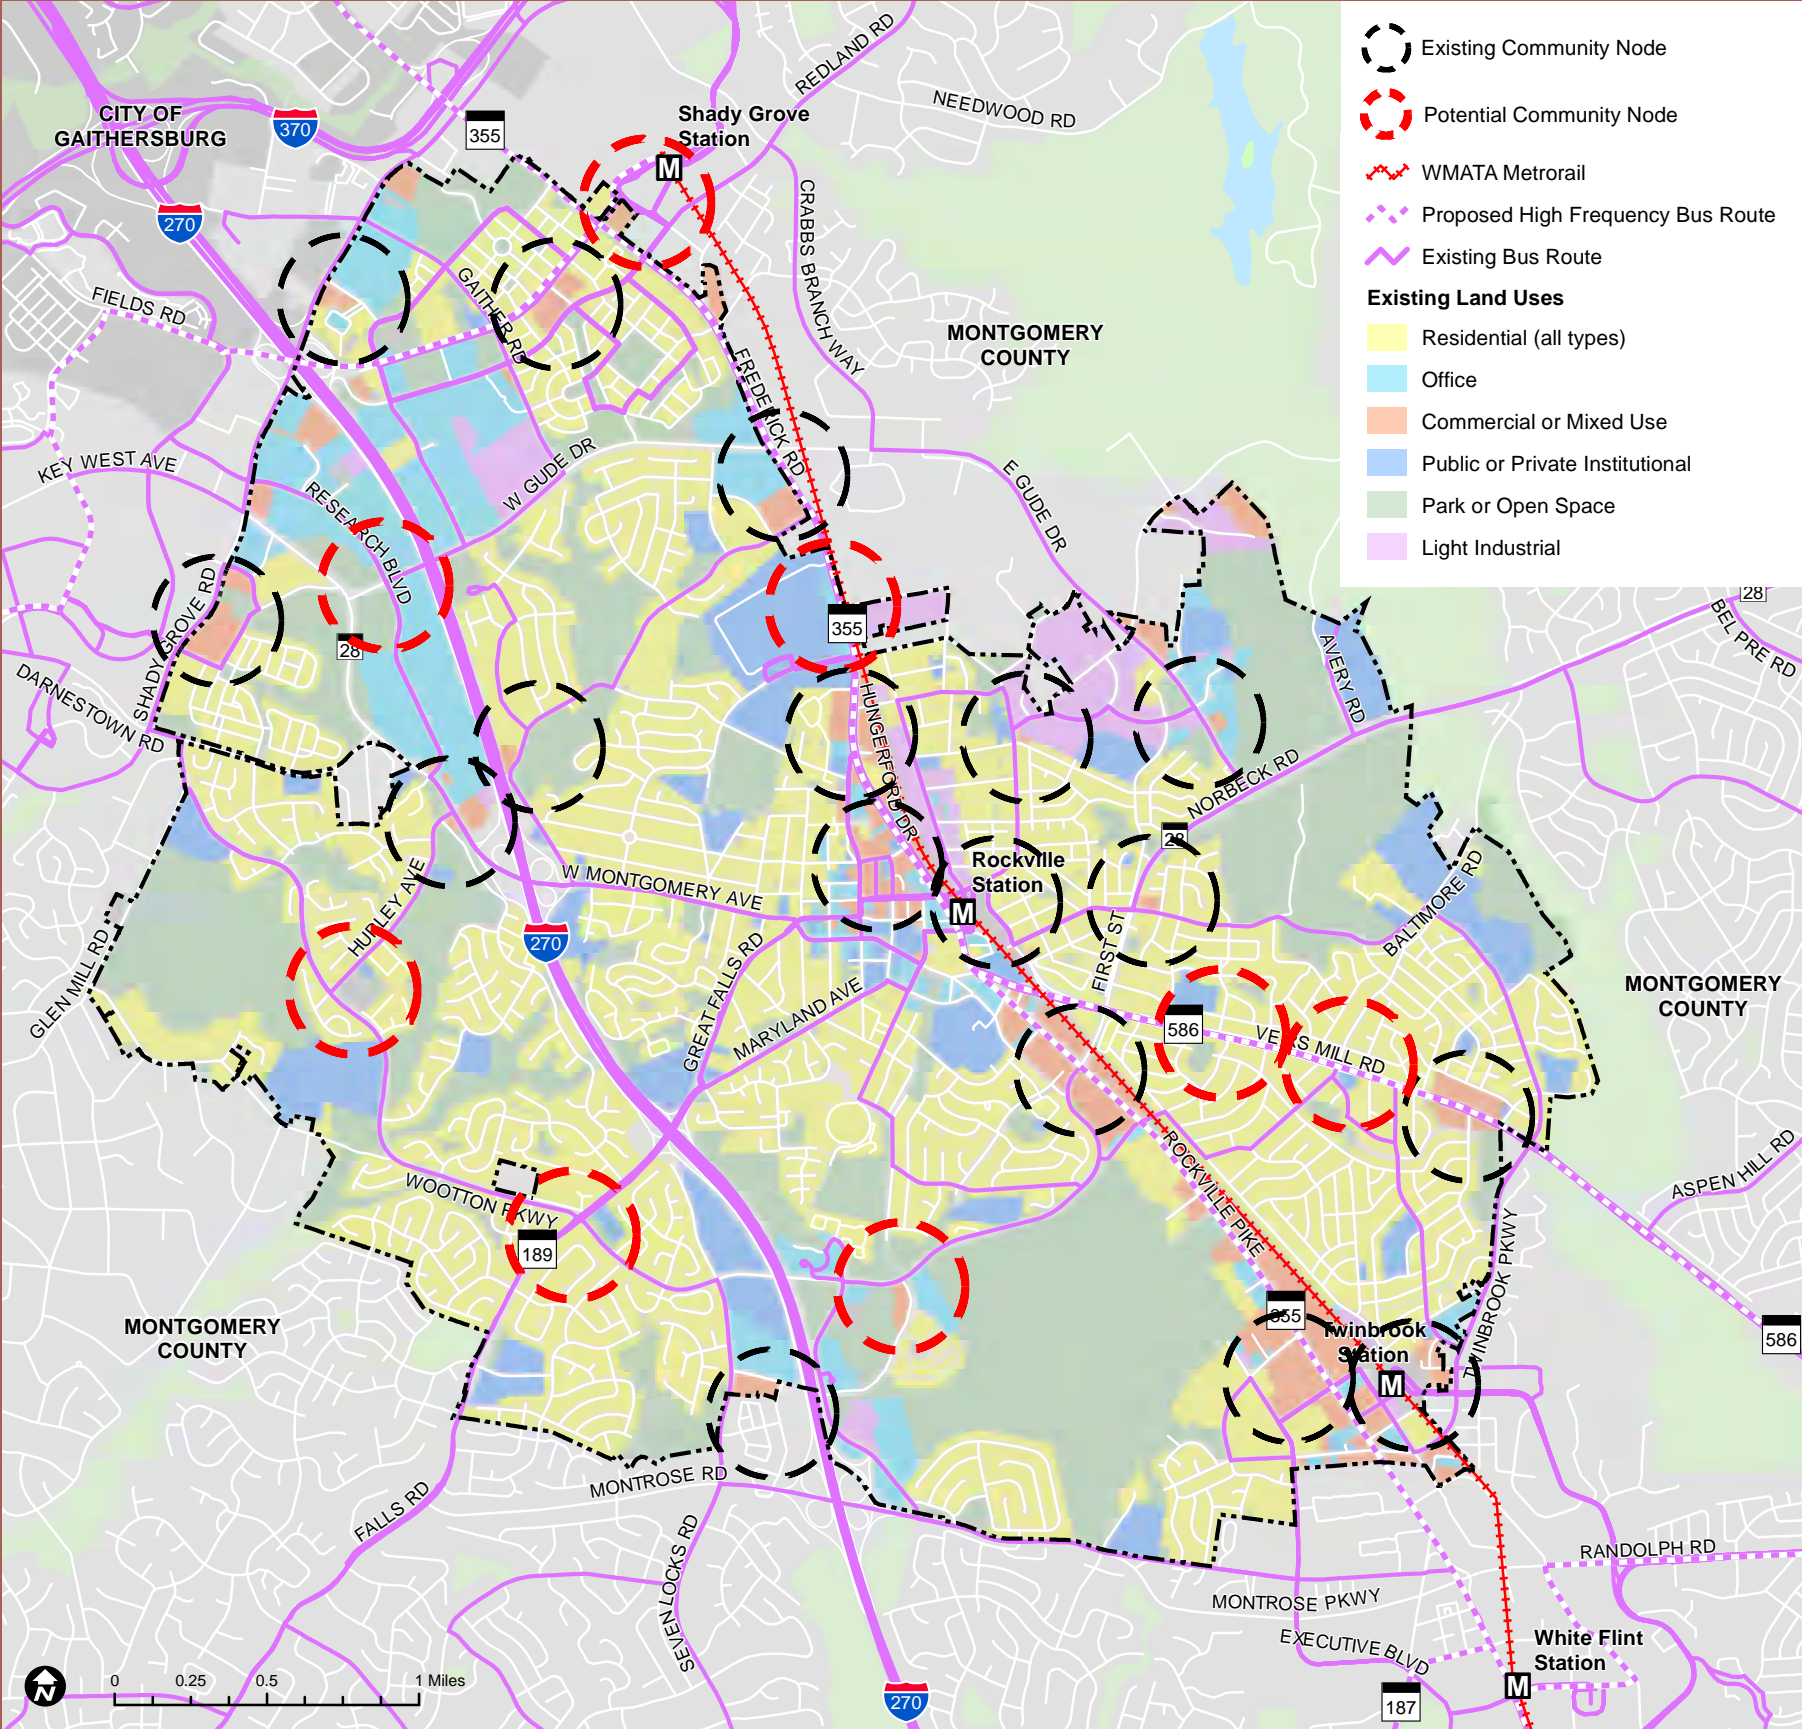 Existing Community Node
Potential Community Node
WMATA Metrorail
Proposed High Frequency Bus Route
Existing Bus Route
Existing Land Uses
Residential (all types)
Office
Commercial or Mixed Use
Public or Private Institutional
Park or Open Space
Light Industrial
REDLAND RD
NEEDWOOD RD
Shady Grove
Station
M
CITY OF
GAITHERSBURG
370
355
270
FIELDS RD
GAITHER RD
CRABBS BRANCH WAY
MONTGOMERY
COUNTY
FREDERICK RD
KEY WEST AVE
RESEARCH BLVD
W GUDE DR
E GUDE DR
SHADY GROVE RD
28
355
28
BEL PRE RD
AVERY RD
DARNESTOWN RD
HUNGERFORD DR
NORBECK RD
28
Rockville
Station
M
W MONTGOMERY AVE
HURLEY AVE
BALTIMORE RD
FIRST ST
270
GLEN MILL RD
GREAT FALLS RD
MARYLAND AVE
586
VEIRS MILL RD
MONTGOMERY
COUNTY
ROCKVILLE PIKE
WOOTTON PKWY
189
ASPEN HILL RD
TWINBROOK PKWY
355
Twinbrook
Station
M
586
MONTGOMERY
COUNTY
MONTROSE RD
FALLS RD
SEVEN LOCKS RD
RANDOLPH RD
MONTROSE PKWY
EXECUTIVE BLVD
White Flint
Station
M
187
270
N
0 0.25 0.5 1 Miles